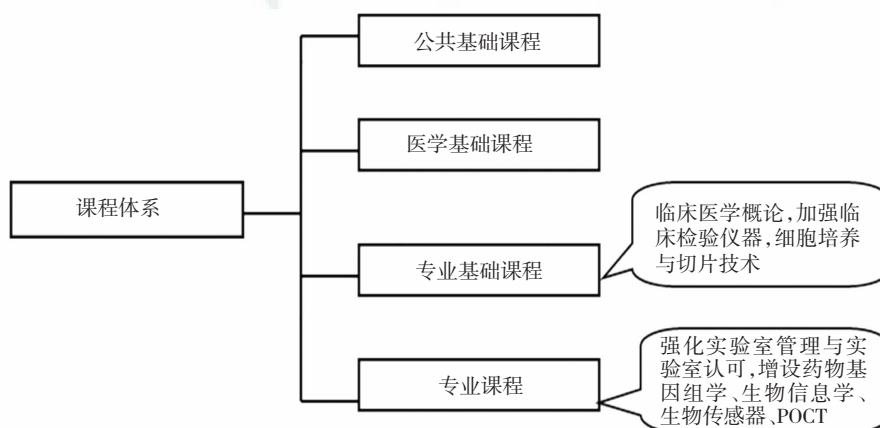 公共基础课程
医学基础课程
课程体系
临床医学概论,加强临
床检验仪器,细胞培养
与切片技术
专业基础课程
强化实验室管理与实
验室认可,增设药物基
因组学、生物信息学、
生物传感器、POCT
专业课程